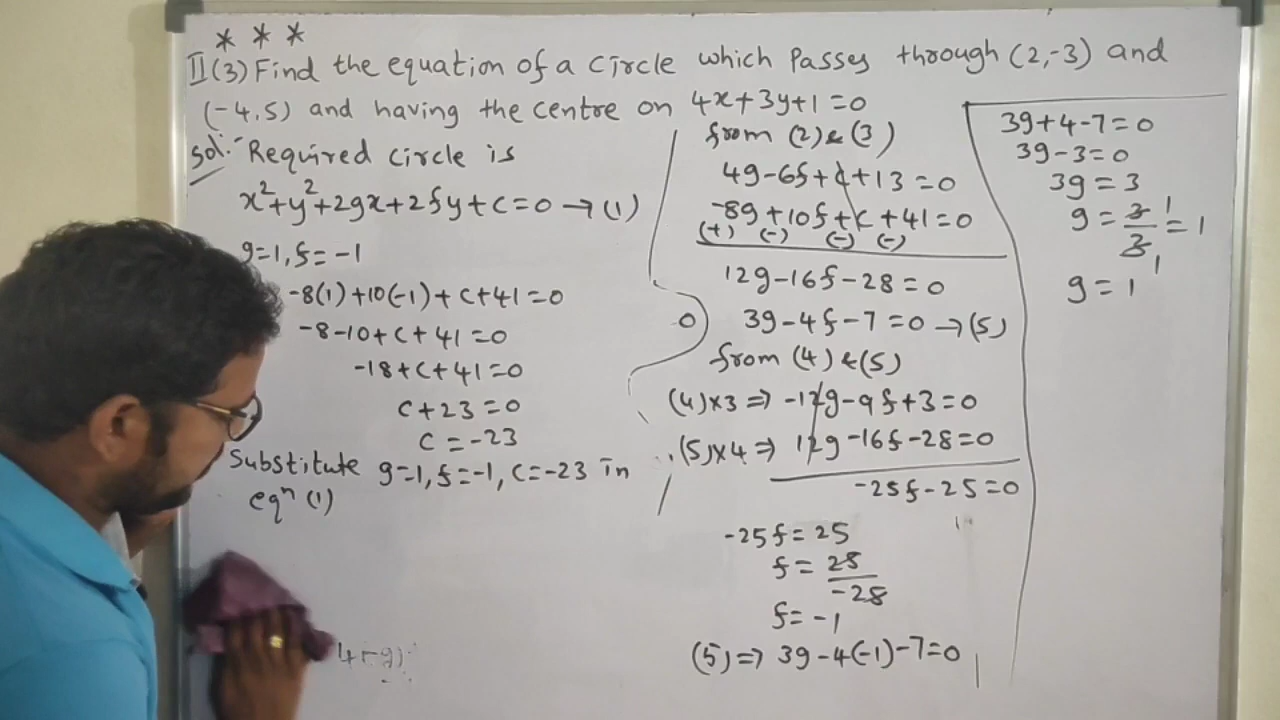 * * *
II(3) Find the equation of a circle which passes through (2,-3) and
(-4,5) and having the centre on 4x+3y+1=0
Sol:- Required circle is
x²+y²+2gx+2fy+c=0 → (1)
g=1, f=-1
-8(1)+10(-1)+c+41=0
-8-10+c+41=0
-18+c+41=0
c+23=0
c=-23
Substitute g=1, f=-1, c=-23 in
eqⁿ (1)
from (2) & (3)
4g-6f+c+13=0
-8g+10f+c+41=0
(+) (-) (-) (-)
12g-16f-28=0
0) 3g-4f-7=0 → (5)
from (4) & (5)
(4)×3 ⇒ -12g-9f+3=0
(5)×4 ⇒ 12g-16f-28=0
-25f-25=0
-25f=25
f=25/-28
f=-1
(5) ⇒ 3g-4(-1)-7=0
3g+4-7=0
3g-3=0
3g=3
g=3/3=1
g=1